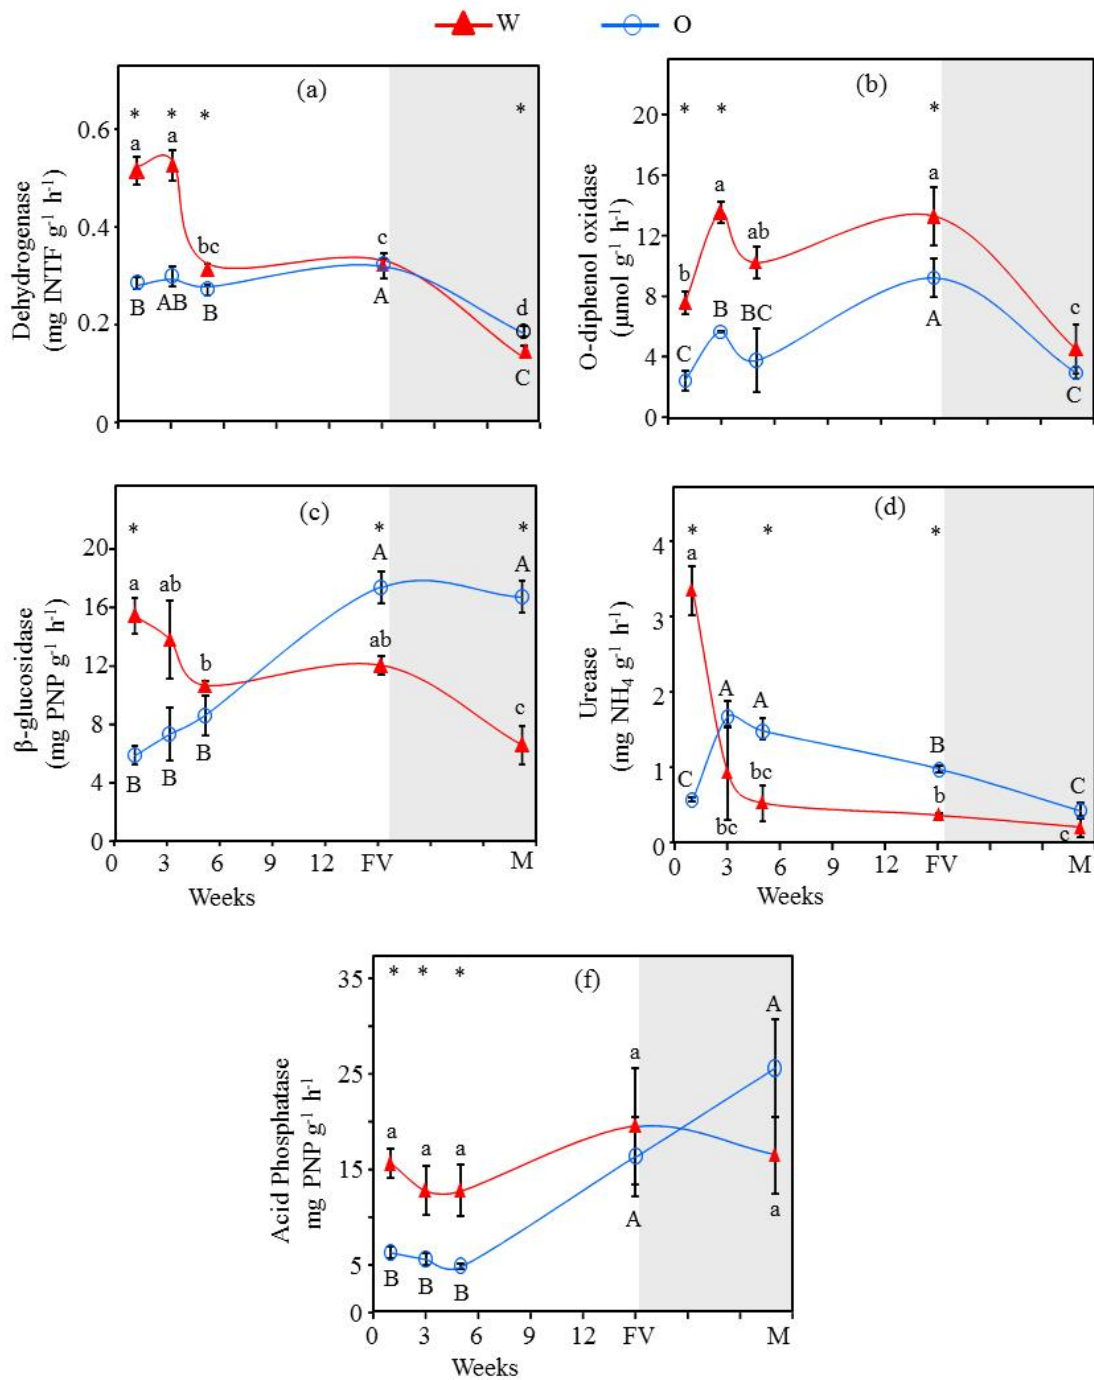 W
O
(a)
* * * *
a a
bc
c
d
B AB B
A
C
0.6
0.4
0.2
0
Dehydrogenase
(mg INTF g⁻¹ h⁻¹)
(b)
* * *
a
a
b
ab
c
C
B
BC
A
C
20
16
12
8
4
0
O-diphenol oxidase
(µmol g⁻¹ h⁻¹)
(c)
* * *
a
ab
b
ab
c
B
B
B
A
A
20
16
12
8
4
0
β-glucosidase
(mg PNP g⁻¹ h⁻¹)
0 3 6 9 12 FV M
Weeks
(d)
* * *
a
bc
bc
b
c
C
A
A
B
C
4
3
2
1
0
Urease
(mg NH₄ g⁻¹ h⁻¹)
0 3 6 9 12 FV M
Weeks
(f)
* * *
a a a
a
a
B B B
A
A
35
25
15
5
0
Acid Phosphatase
mg PNP g⁻¹ h⁻¹
0 3 6 9 12 FV M
Weeks